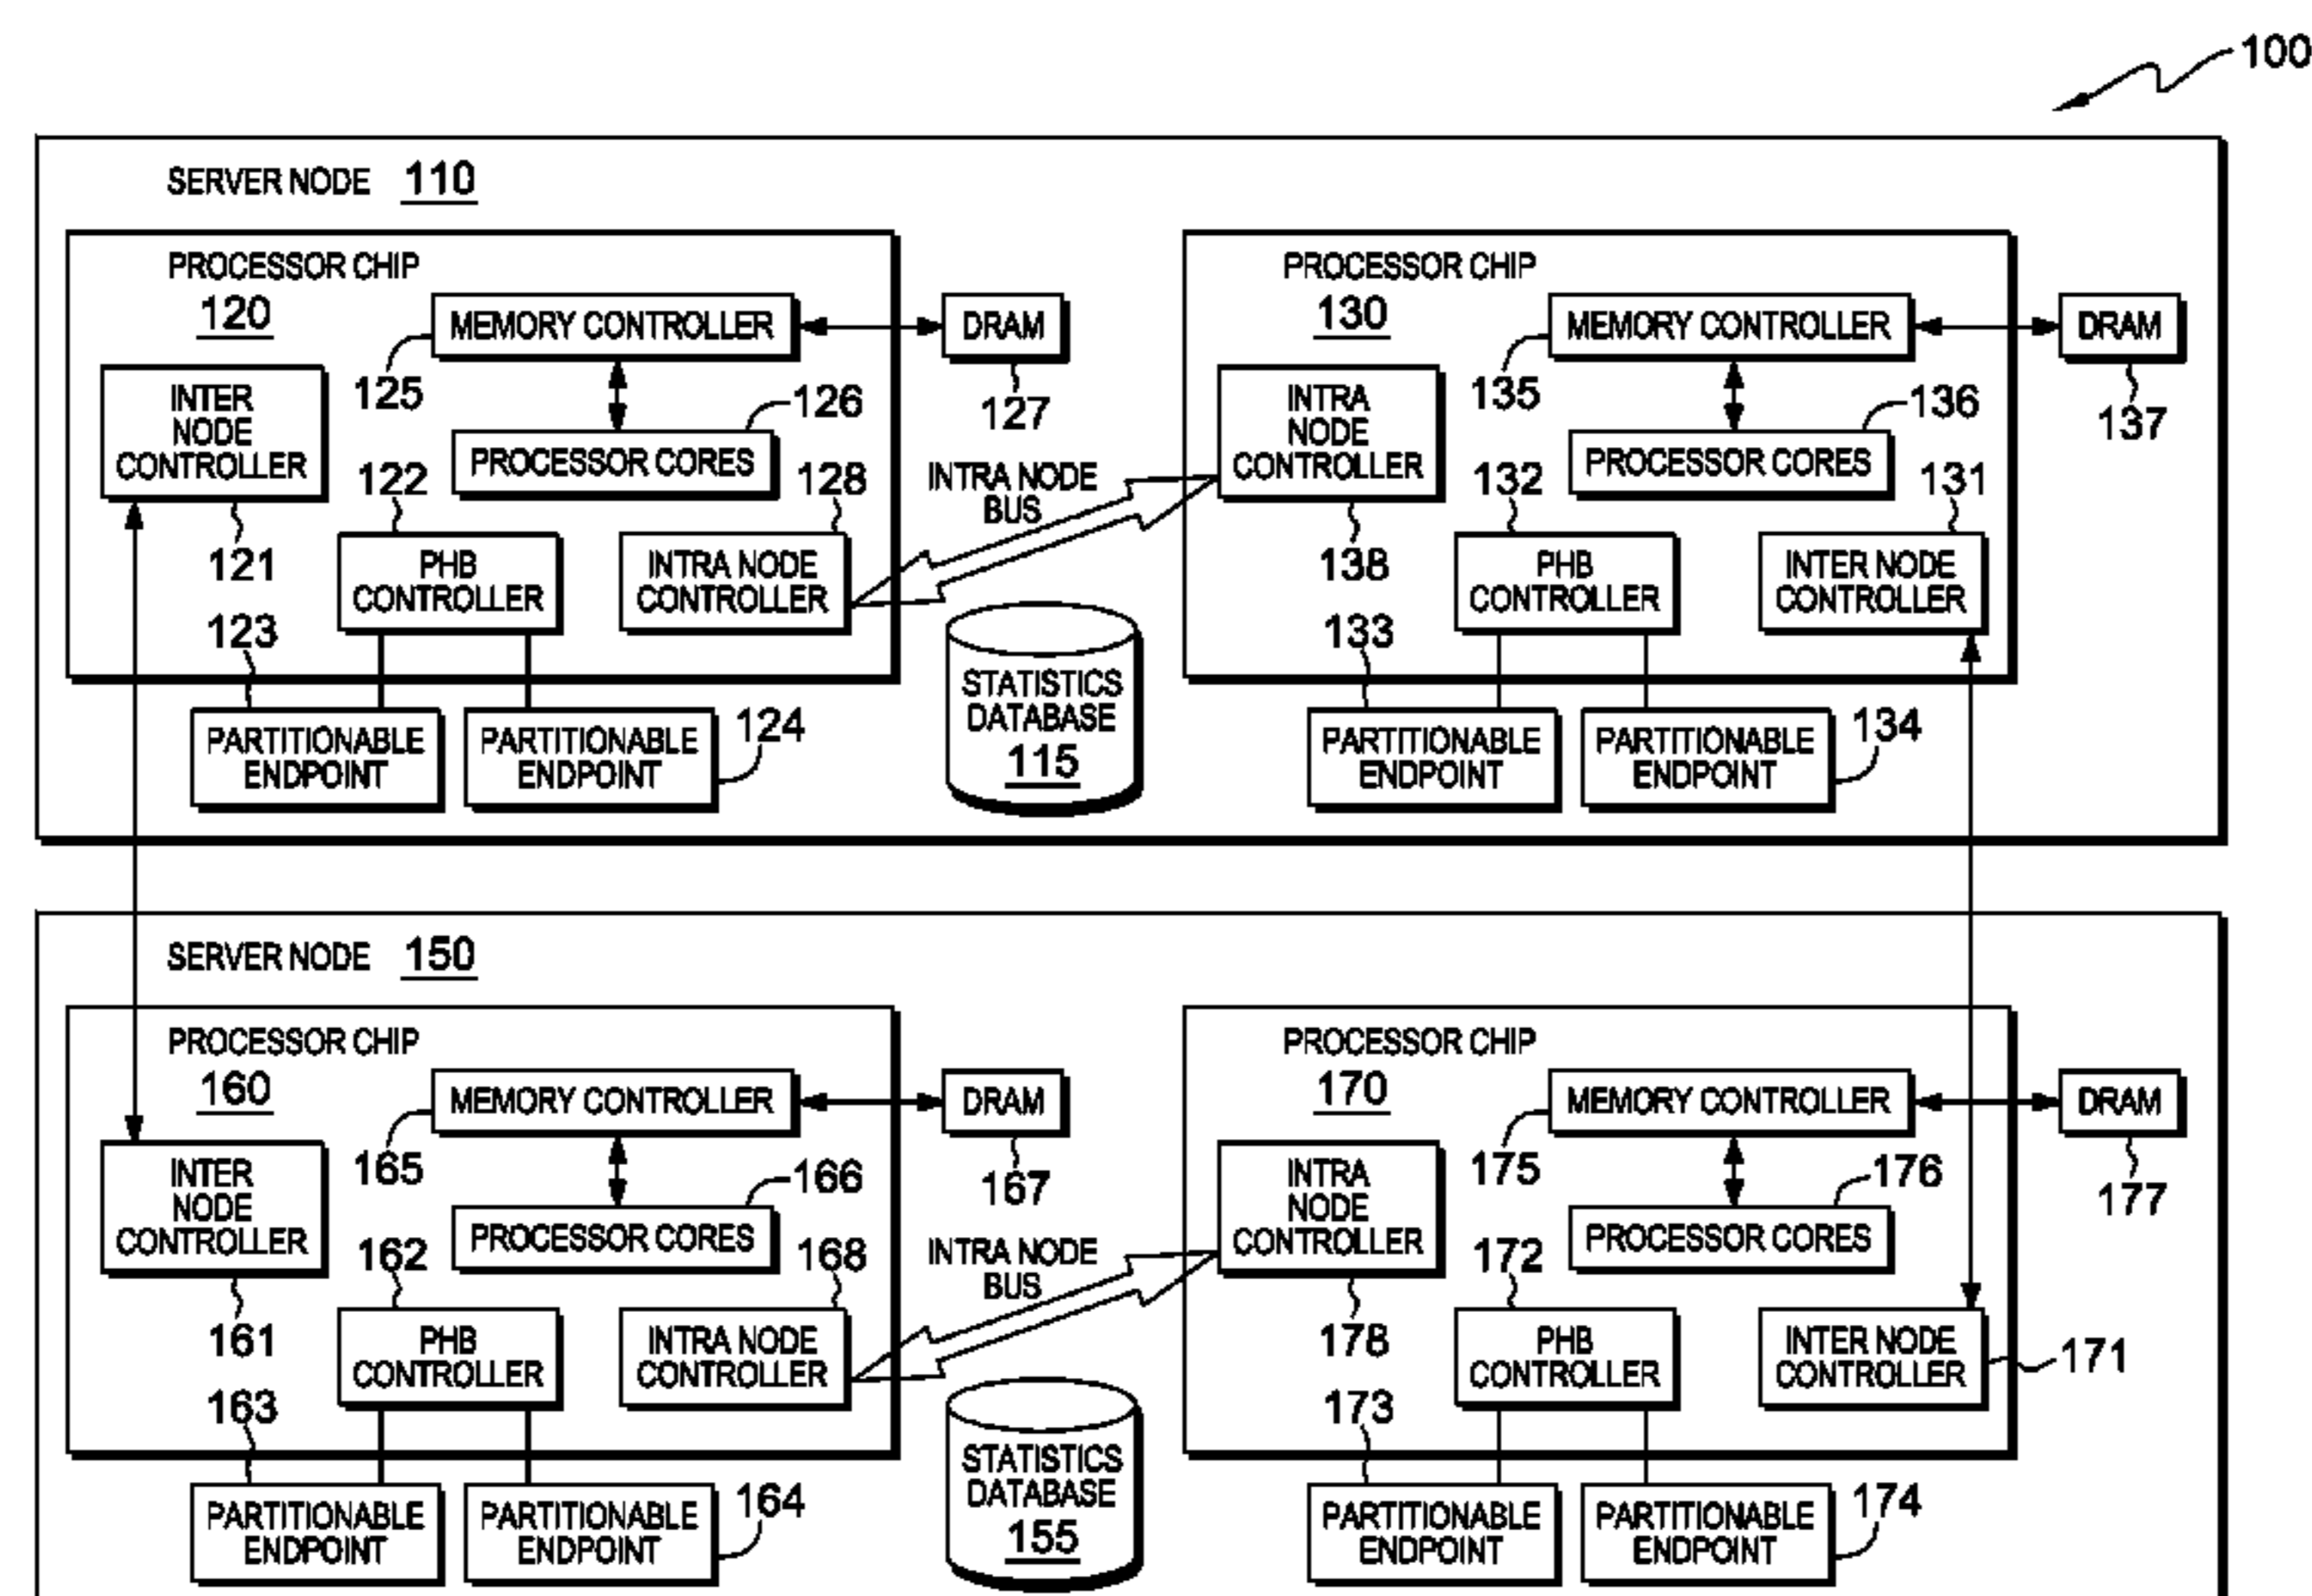 100
SERVER NODE 110
PROCESSOR CHIP
120
MEMORY CONTROLLER
125
DRAM
127
INTER
NODE
CONTROLLER
121
126
PROCESSOR CORES
122
PHB
CONTROLLER
128
INTRA NODE
CONTROLLER
123
PARTITIONABLE
ENDPOINT
PARTITIONABLE
ENDPOINT
124
INTRA NODE
BUS
STATISTICS
DATABASE
115
PROCESSOR CHIP
130
MEMORY CONTROLLER
135
DRAM
137
INTRA
NODE
CONTROLLER
138
136
PROCESSOR CORES
132
PHB
CONTROLLER
131
INTER NODE
CONTROLLER
133
PARTITIONABLE
ENDPOINT
PARTITIONABLE
ENDPOINT
134
SERVER NODE 150
PROCESSOR CHIP
160
MEMORY CONTROLLER
165
DRAM
167
INTER
NODE
CONTROLLER
161
166
PROCESSOR CORES
162
PHB
CONTROLLER
168
INTRA NODE
CONTROLLER
163
PARTITIONABLE
ENDPOINT
PARTITIONABLE
ENDPOINT
164
INTRA NODE
BUS
STATISTICS
DATABASE
155
PROCESSOR CHIP
170
MEMORY CONTROLLER
175
DRAM
177
INTRA
NODE
CONTROLLER
178
176
PROCESSOR CORES
172
PHB
CONTROLLER
INTER NODE
CONTROLLER
171
173
PARTITIONABLE
ENDPOINT
PARTITIONABLE
ENDPOINT
174